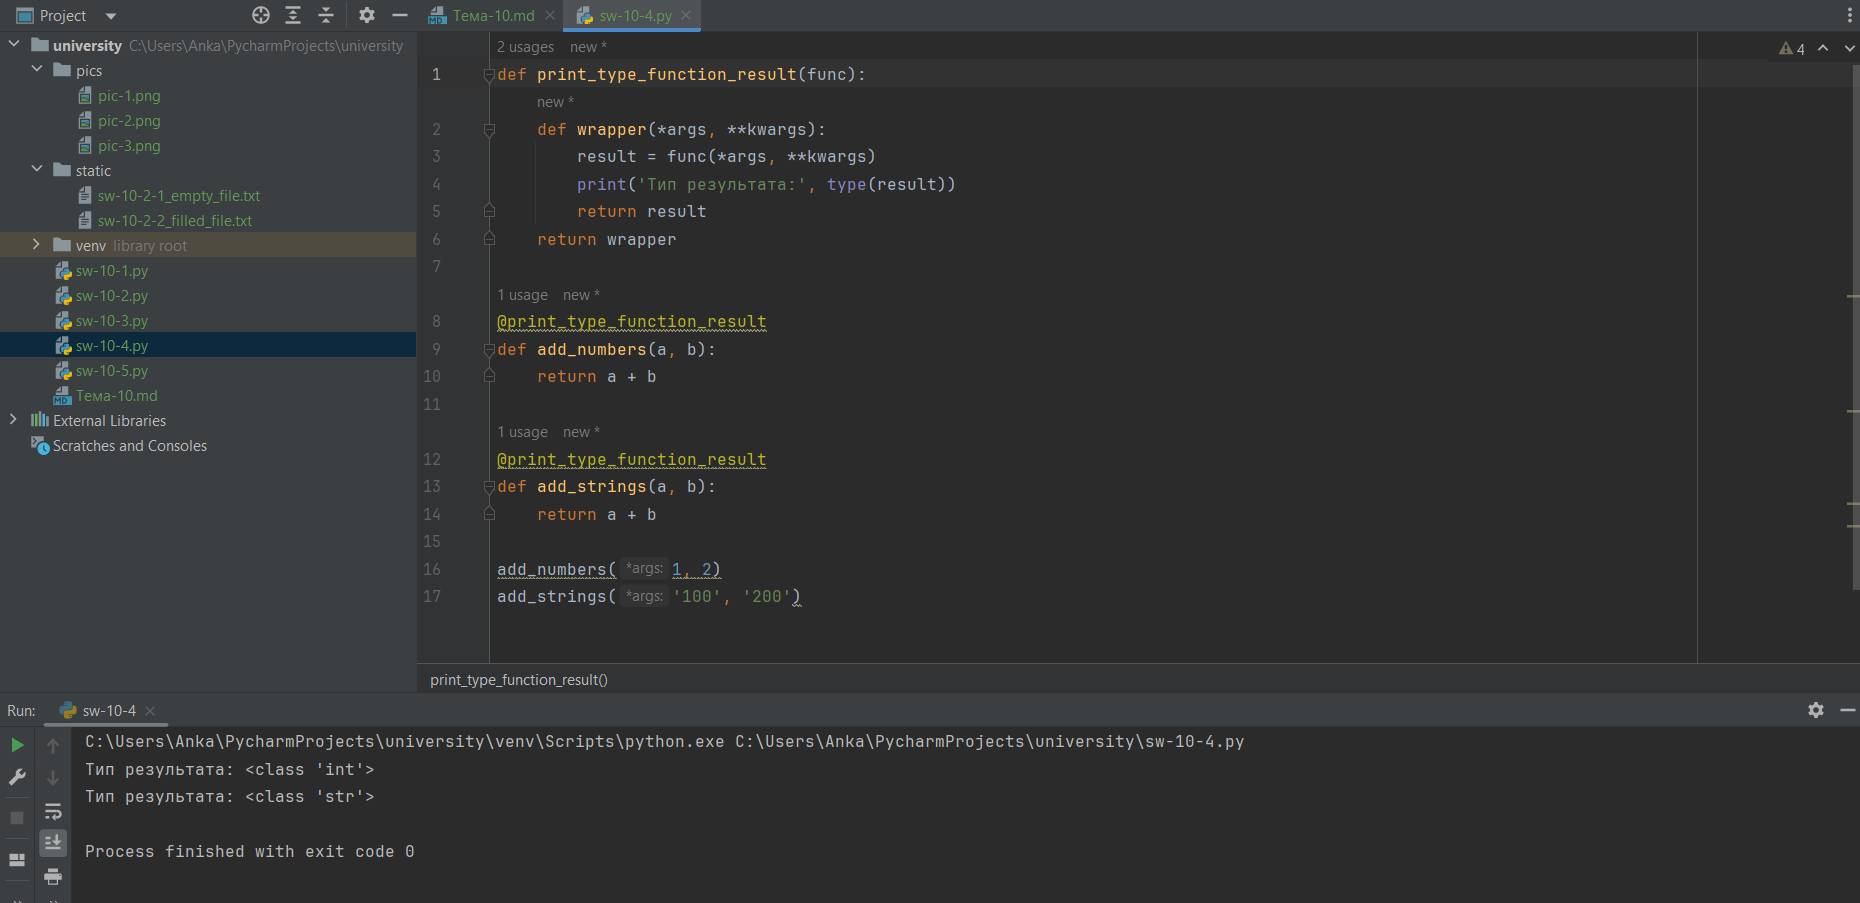 Project
Тема-10.md
sw-10-4.py
university C:\Users\Anka\PycharmProjects\university
pics
pic-1.png
pic-2.png
pic-3.png
static
sw-10-2-1_empty_file.txt
sw-10-2-2_filled_file.txt
venv library root
sw-10-1.py
sw-10-2.py
sw-10-3.py
sw-10-4.py
sw-10-5.py
MD Тема-10.md
External Libraries
Scratches and Consoles
2 usages new *
4
1 def print_type_function_result(func):
new *
2 def wrapper(*args, **kwargs):
3 result = func(*args, **kwargs)
4 print('Тип результата:', type(result))
5 return result
6 return wrapper
7
1 usage new *
8 @print_type_function_result
9 def add_numbers(a, b):
10 return a + b
11
1 usage new *
12 @print_type_function_result
13 def add_strings(a, b):
14 return a + b
15
16 add_numbers( *args: 1, 2)
17 add_strings( *args: '100', '200')
print_type_function_result()
Run: sw-10-4
C:\Users\Anka\PycharmProjects\university\venv\Scripts\python.exe C:\Users\Anka\PycharmProjects\university\sw-10-4.py
Тип результата: <class 'int'>
Тип результата: <class 'str'>
Process finished with exit code 0